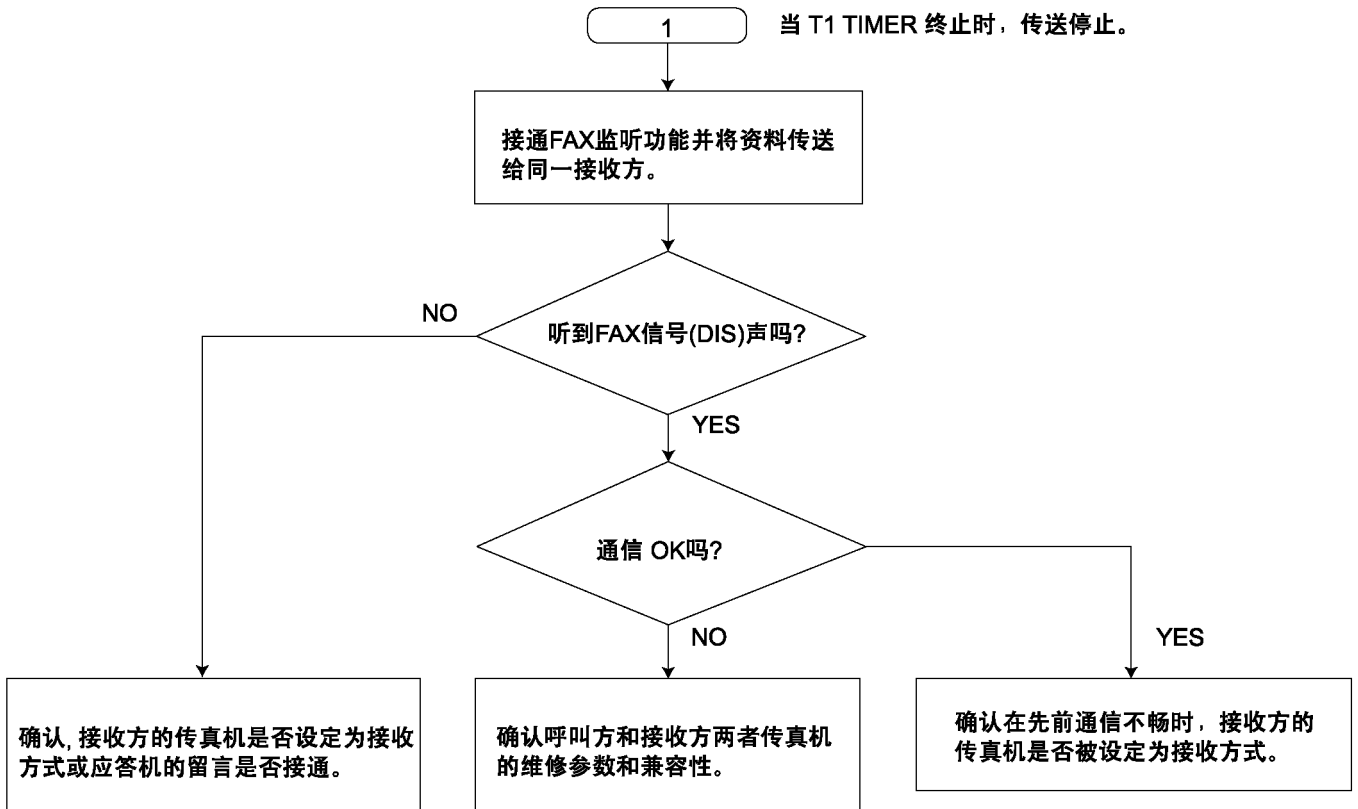 1
当 T1 TIMER 终止时，传送停止。
接通FAX监听功能并将资料传送
给同一接收方。
NO
听到FAX信号(DIS)声吗?
YES
通信 OK吗?
NO
YES
确认, 接收方的传真机是否设定为接收
方式或应答机的留言是否接通。
确认呼叫方和接收方两者传真机
的维修参数和兼容性。
确认在先前通信不畅时，接收方的
传真机是否被设定为接收方式。